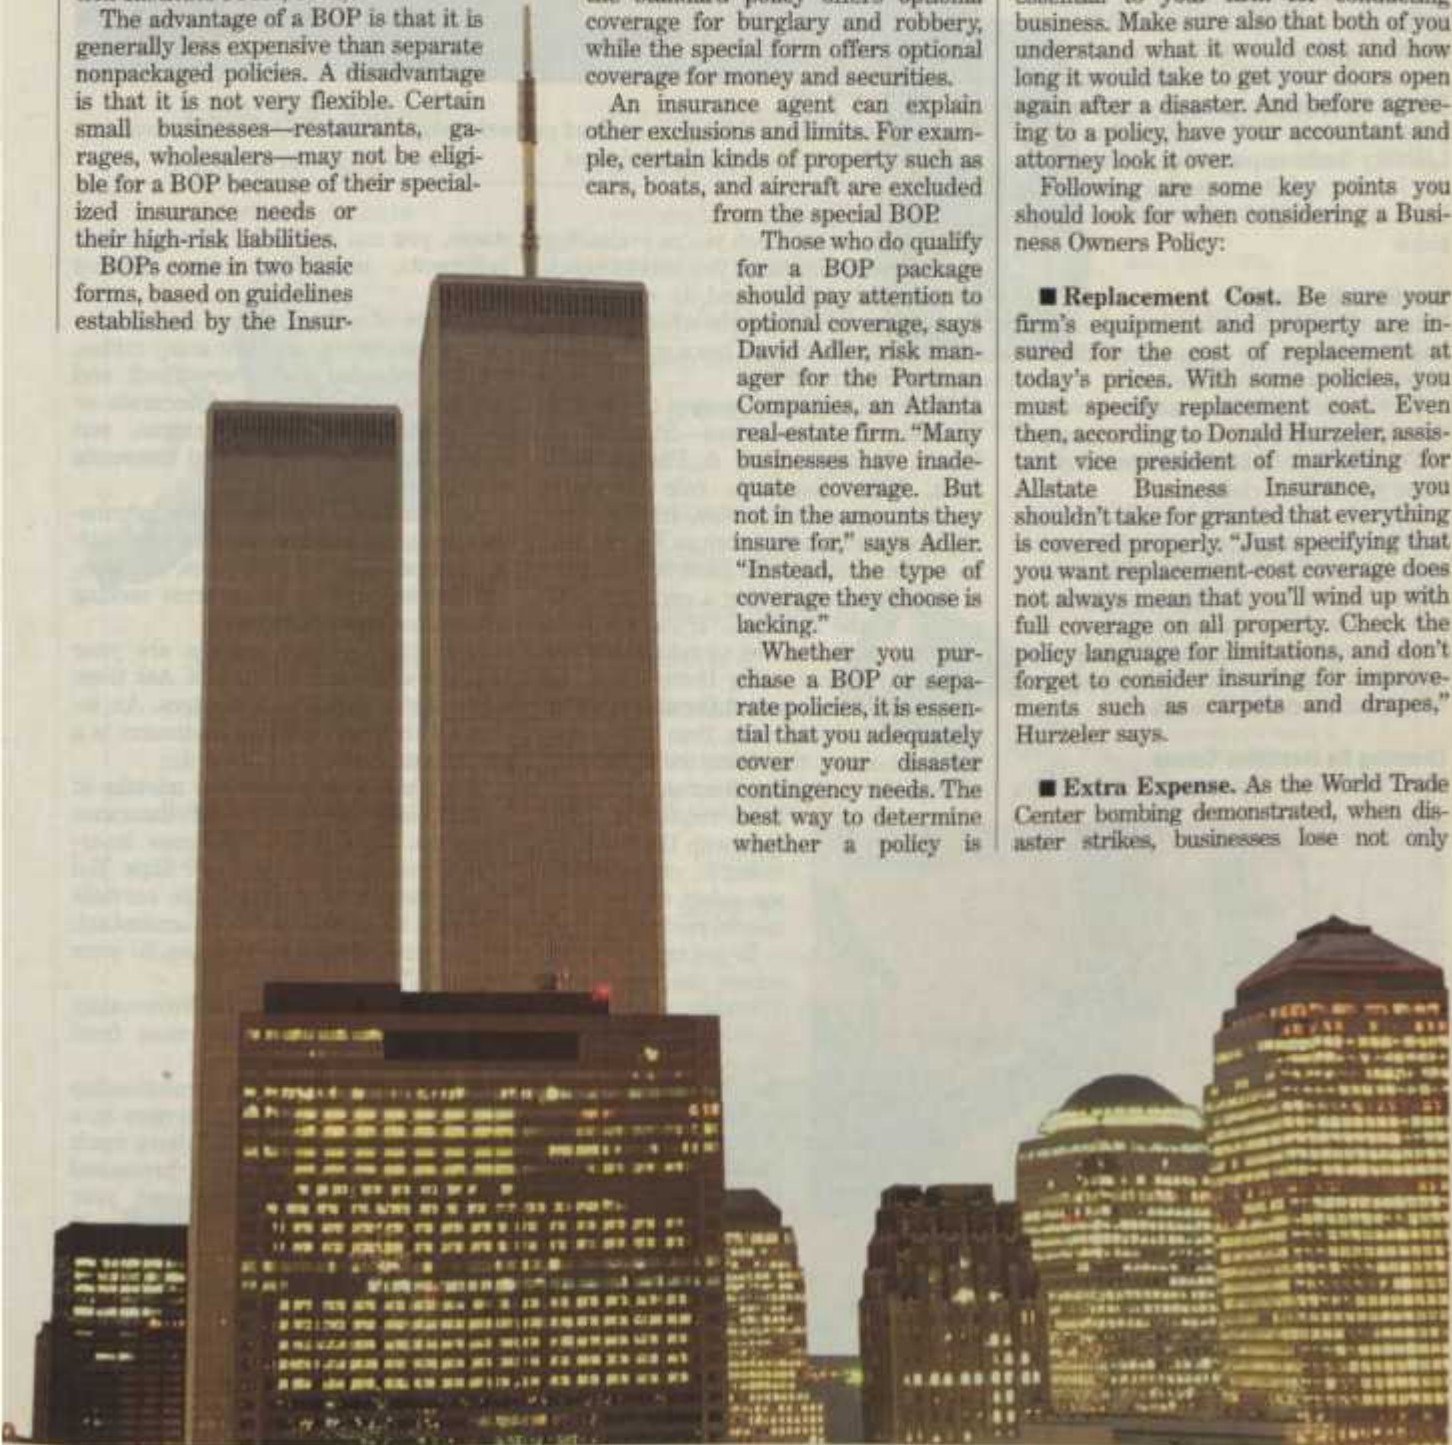 The advantage of a BOP is that it is
generally less expensive than separate
nonpackaged policies. A disadvantage
is that it is not very flexible. Certain
small businesses—restaurants, ga-
rages, wholesalers—may not be eligi-
ble for a BOP because of their special-
ized insurance needs or
their high-risk liabilities.
BOPs come in two basic
forms, based on guidelines
established by the Insur-
coverage for burglary and robbery,
while the special form offers optional
coverage for money and securities.
An insurance agent can explain
other exclusions and limits. For exam-
ple, certain kinds of property such as
cars, boats, and aircraft are excluded
from the special BOP.
Those who do qualify
for a BOP package
should pay attention to
optional coverage, says
David Adler, risk man-
ager for the Portman
Companies, an Atlanta
real-estate firm. “Many
businesses have inade-
quate coverage. But
not in the amounts they
insure for,” says Adler.
“Instead, the type of
coverage they choose is
lacking.”
Whether you pur-
chase a BOP or sepa-
rate policies, it is essen-
tial that you adequately
cover your disaster
contingency needs. The
best way to determine
whether a policy is
business. Make sure also that both of you
understand what it would cost and how
long it would take to get your doors open
again after a disaster. And before agree-
ing to a policy, have your accountant and
attorney look it over.
Following are some key points you
should look for when considering a Busi-
ness Owners Policy:
■ Replacement Cost. Be sure your
firm's equipment and property are in-
sured for the cost of replacement at
today's prices. With some policies, you
must specify replacement cost. Even
then, according to Donald Hurzeler, assis-
tant vice president of marketing for
Allstate Business Insurance, you
shouldn't take for granted that everything
is covered properly. “Just specifying that
you want replacement-cost coverage does
not always mean that you'll wind up with
full coverage on all property. Check the
policy language for limitations, and don't
forget to consider insuring for improve-
ments such as carpets and drapes,”
Hurzeler says.
■ Extra Expense. As the World Trade
Center bombing demonstrated, when dis-
aster strikes, businesses lose not only